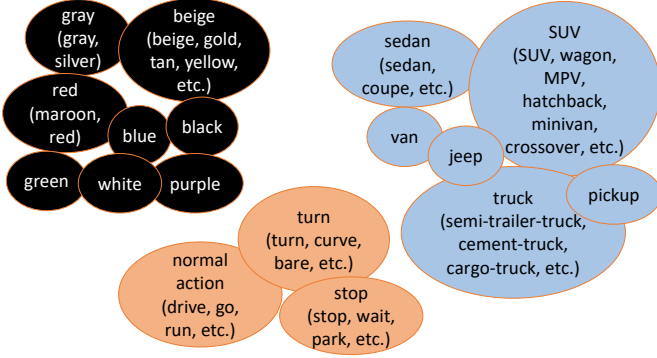 gray
(gray,
silver)
beige
(beige, gold,
tan, yellow,
etc.)
red
(maroon,
red)
blue
black
green
white
purple
sedan
(sedan,
coupe, etc.)
SUV
(SUV, wagon,
MPV,
hatchback,
minivan,
crossover, etc.)
van
jeep
pickup
truck
(semi-trailer-truck,
cement-truck,
cargo-truck, etc.)
turn
(turn, curve,
bare, etc.)
normal
action
(drive, go,
run, etc.)
stop
(stop, wait,
park, etc.)